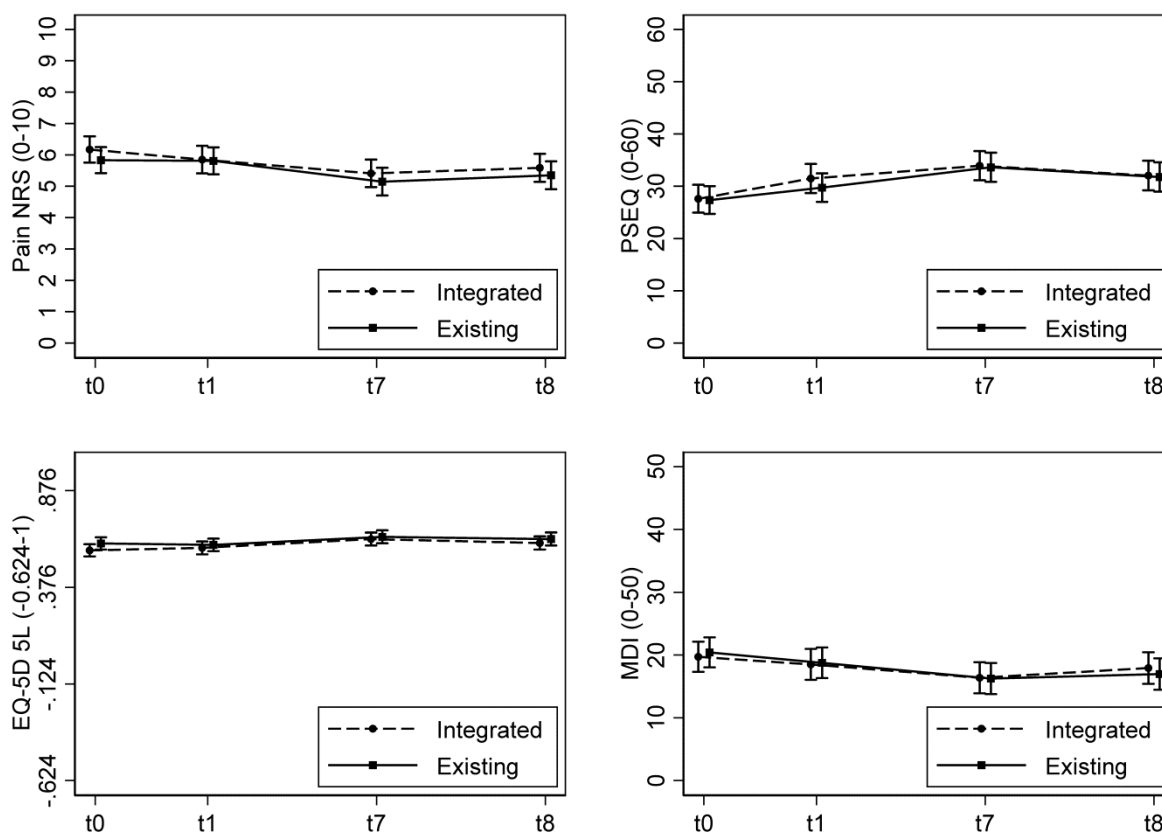 Pain NRS (0-10)
10
9
8
7
6
5
4
3
2
1
0
Integrated
Existing
t0 t1 t7 t8
PSEQ (0-60)
60
50
40
30
20
10
0
Integrated
Existing
t0 t1 t7 t8
EQ-5D 5L (-0.624-1)
.876
.376
-.124
-.624
Integrated
Existing
t0 t1 t7 t8
MDI (0-50)
50
40
30
20
10
0
Integrated
Existing
t0 t1 t7 t8